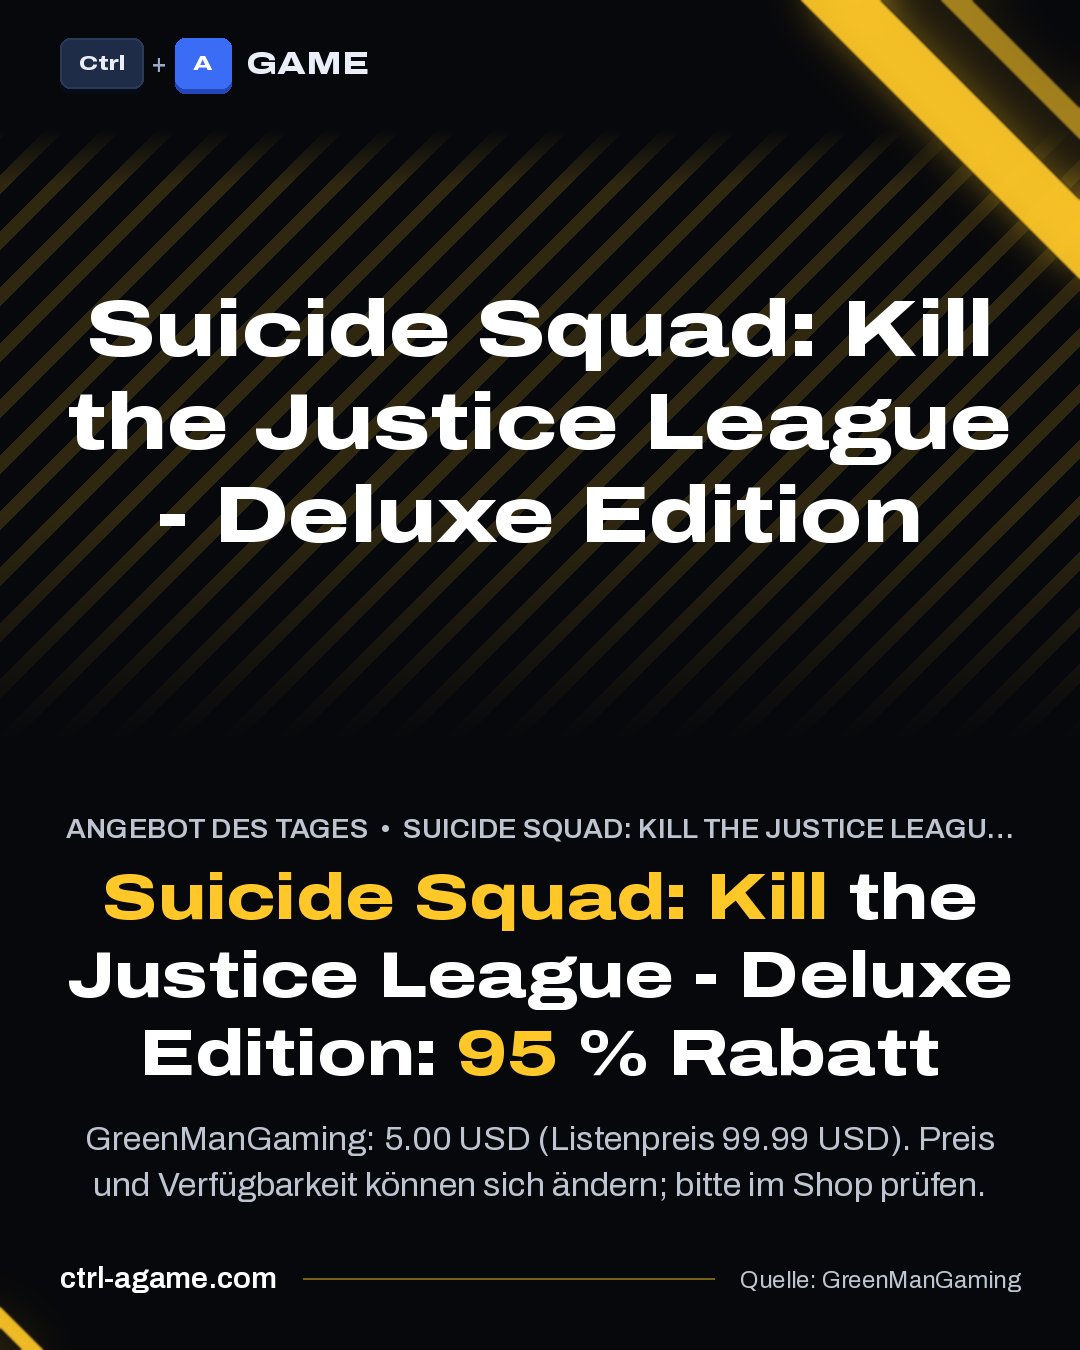 Ctrl + A GAME
Suicide Squad: Kill
the Justice League
- Deluxe Edition
ANGEBOT DES TAGES • SUICIDE SQUAD: KILL THE JUSTICE LEAGU...
Suicide Squad: Kill the
Justice League - Deluxe
Edition: 95 % Rabatt
GreenManGaming: 5.00 USD (Listenpreis 99.99 USD). Preis
und Verfügbarkeit können sich ändern; bitte im Shop prüfen.
ctrl-agame.com
Quelle: GreenManGaming